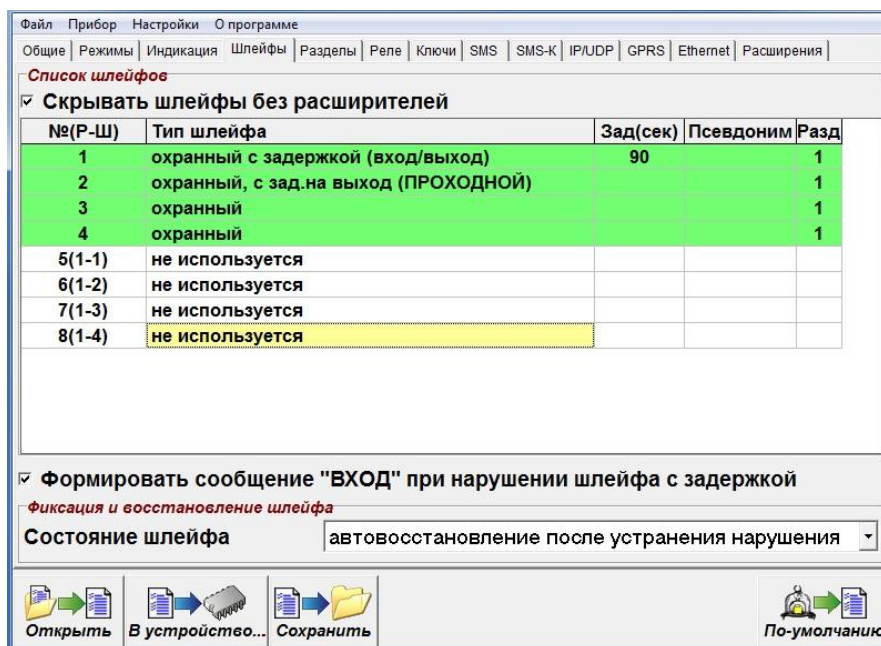 Файл Прибор Настройки О программе
Общие Режимы Индикация Шлейфы Разделы Реле Ключи SMS SMS-K IP/UDP GPRS Ethernet Расширения
Список шлейфов
Скрывать шлейфы без расширителей
№(Р-Ш) Тип шлейфа Зад(сек) Псевдоним Разд
1 охранный с задержкой (вход/выход) 90 1
2 охранный, с зад.на выход (ПРОХОДНОЙ) 1
3 охранный 1
4 охранный 1
5(1-1) не используется
6(1-2) не используется
7(1-3) не используется
8(1-4) не используется
Формировать сообщение "ВХОД" при нарушении шлейфа с задержкой
Фиксация и восстановление шлейфа
Состояние шлейфа автовосстановление после устранения нарушения
Открыть В устройство... Сохранить По-умолчанию